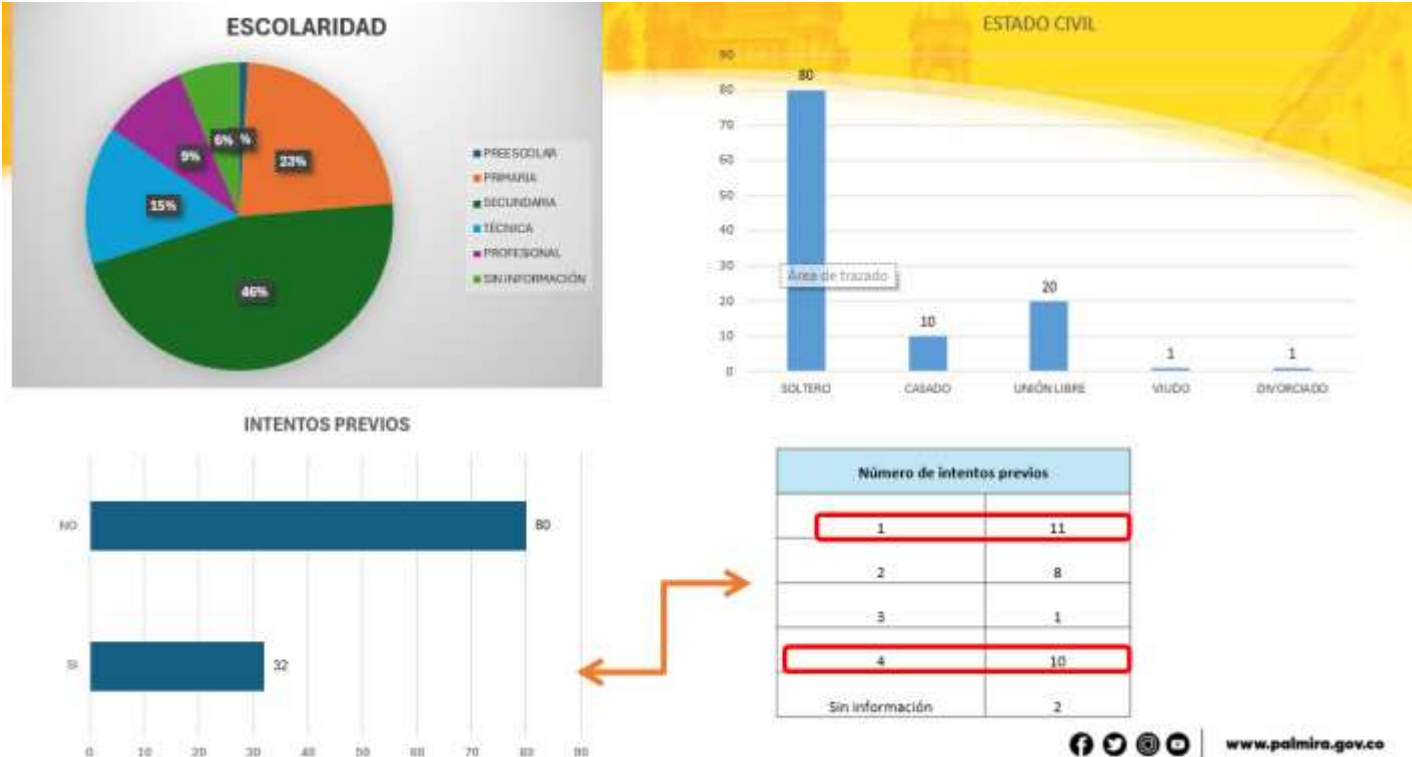 ESCOLARIDAD
6%
%
23%
9%
15%
46%
PREESCOLAR
PRIMARIA
SECUNDARIA
TÉCNICA
PROFESIONAL
SIN INFORMACIÓN
ESTADO CIVIL
90
80
80
70
60
50
40
30
Área de trazado
20
20
10
10
1
1
0
SOLTERO
CASADO
UNIÓN LIBRE
VIUDO
DIVORCIADO
INTENTOS PREVIOS
NO
80
SI
32
0 10 20 30 40 50 60 70 80 90
Número de intentos previos
1 11
2 8
3 1
4 10
Sin información 2
www.palmira.gov.co